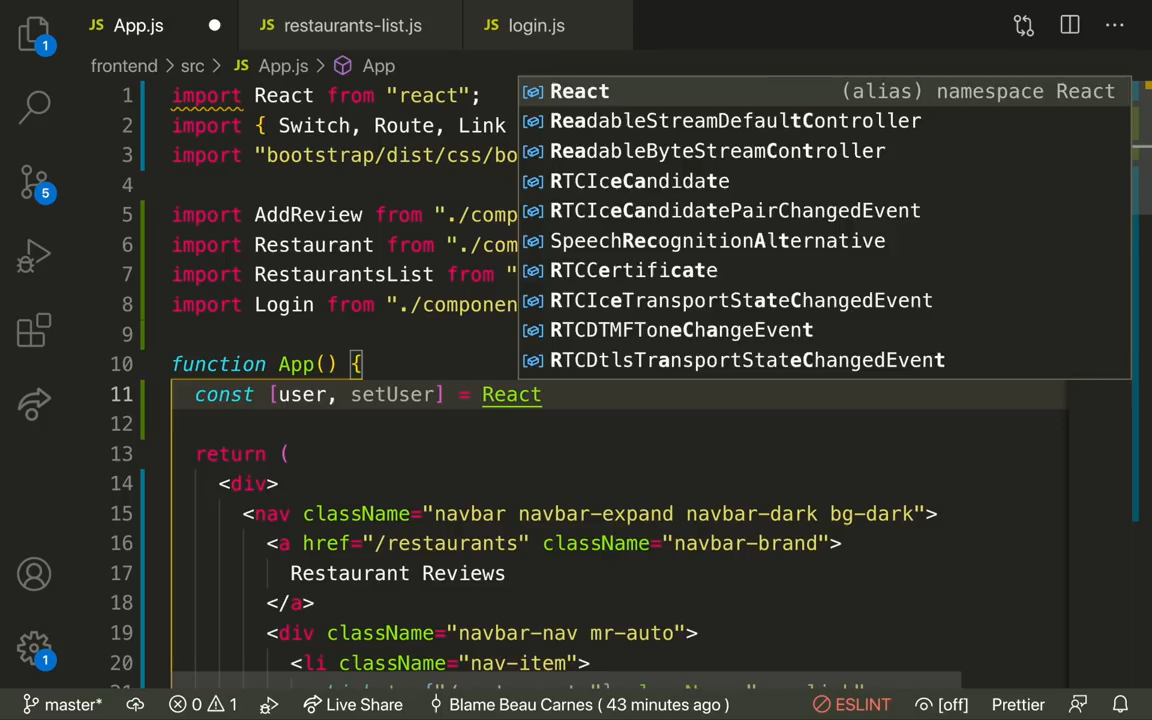 JS App.js
JS restaurants-list.js
JS login.js
1
frontend > src > JS App.js > App
1 import React from "react";
2 import { Switch, Route, Link
3 import "bootstrap/dist/css/bo
4
5 import AddReview from "./comp
6 import Restaurant from "./com
7 import RestaurantsList from "
8 import Login from "./componen
9
10 function App() {
11 const [user, setUser] = React
12
13 return (
14 <div>
15 <nav className="navbar navbar-expand navbar-dark bg-dark">
16 <a href="/restaurants" className="navbar-brand">
17 Restaurant Reviews
18 </a>
19 <div className="navbar-nav mr-auto">
20 <li className="nav-item">
React (alias) namespace React
ReadableStreamDefaultController
ReadableByteStreamController
RTCIceCandidate
RTCIceCandidatePairChangedEvent
SpeechRecognitionAlternative
RTCCertificate
RTCIceTransportStateChangedEvent
RTCDTMFToneChangeEvent
RTCDtlsTransportStateChangedEvent
5
1
master* 0 1 Live Share Blame Beau Carnes ( 43 minutes ago ) ESLINT [off] Prettier